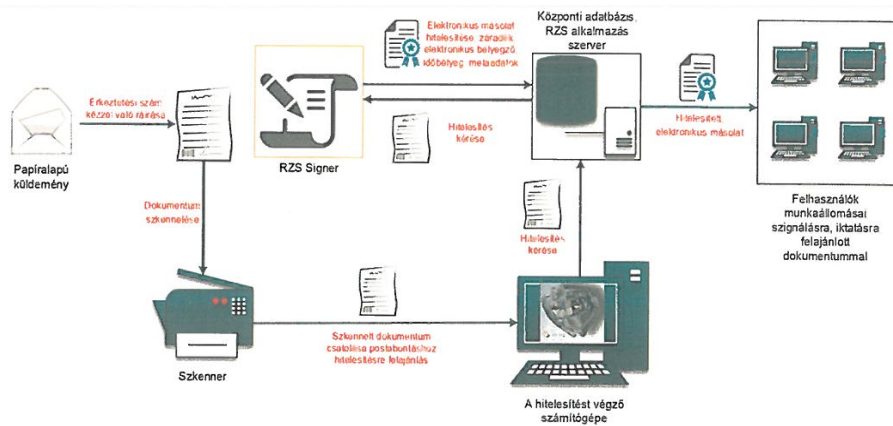 Papíralapú
küldemény
Érkeztetési szám
kézzel való ráírása
Dokumentum
szkennelése
Szkenner
Szkennelt dokumentum
csatolása postabontáshoz
hitelesítésre felajánlás
A hitelesítést végző
számítógépe
Hitelesítés
kérése
RZS Signer
Elektronikus másolat
hitelesítése, záradék,
elektronikus bélyegző,
időbélyeg, metaadatok
Hitelesítés
kérése
Központi adatbázis,
RZS alkalmazás
szerver
Hitelesített
elektronikus másolat
Felhasználók
munkaállomásai
szignálásra, iktatásra
felajánlott
dokumentummal